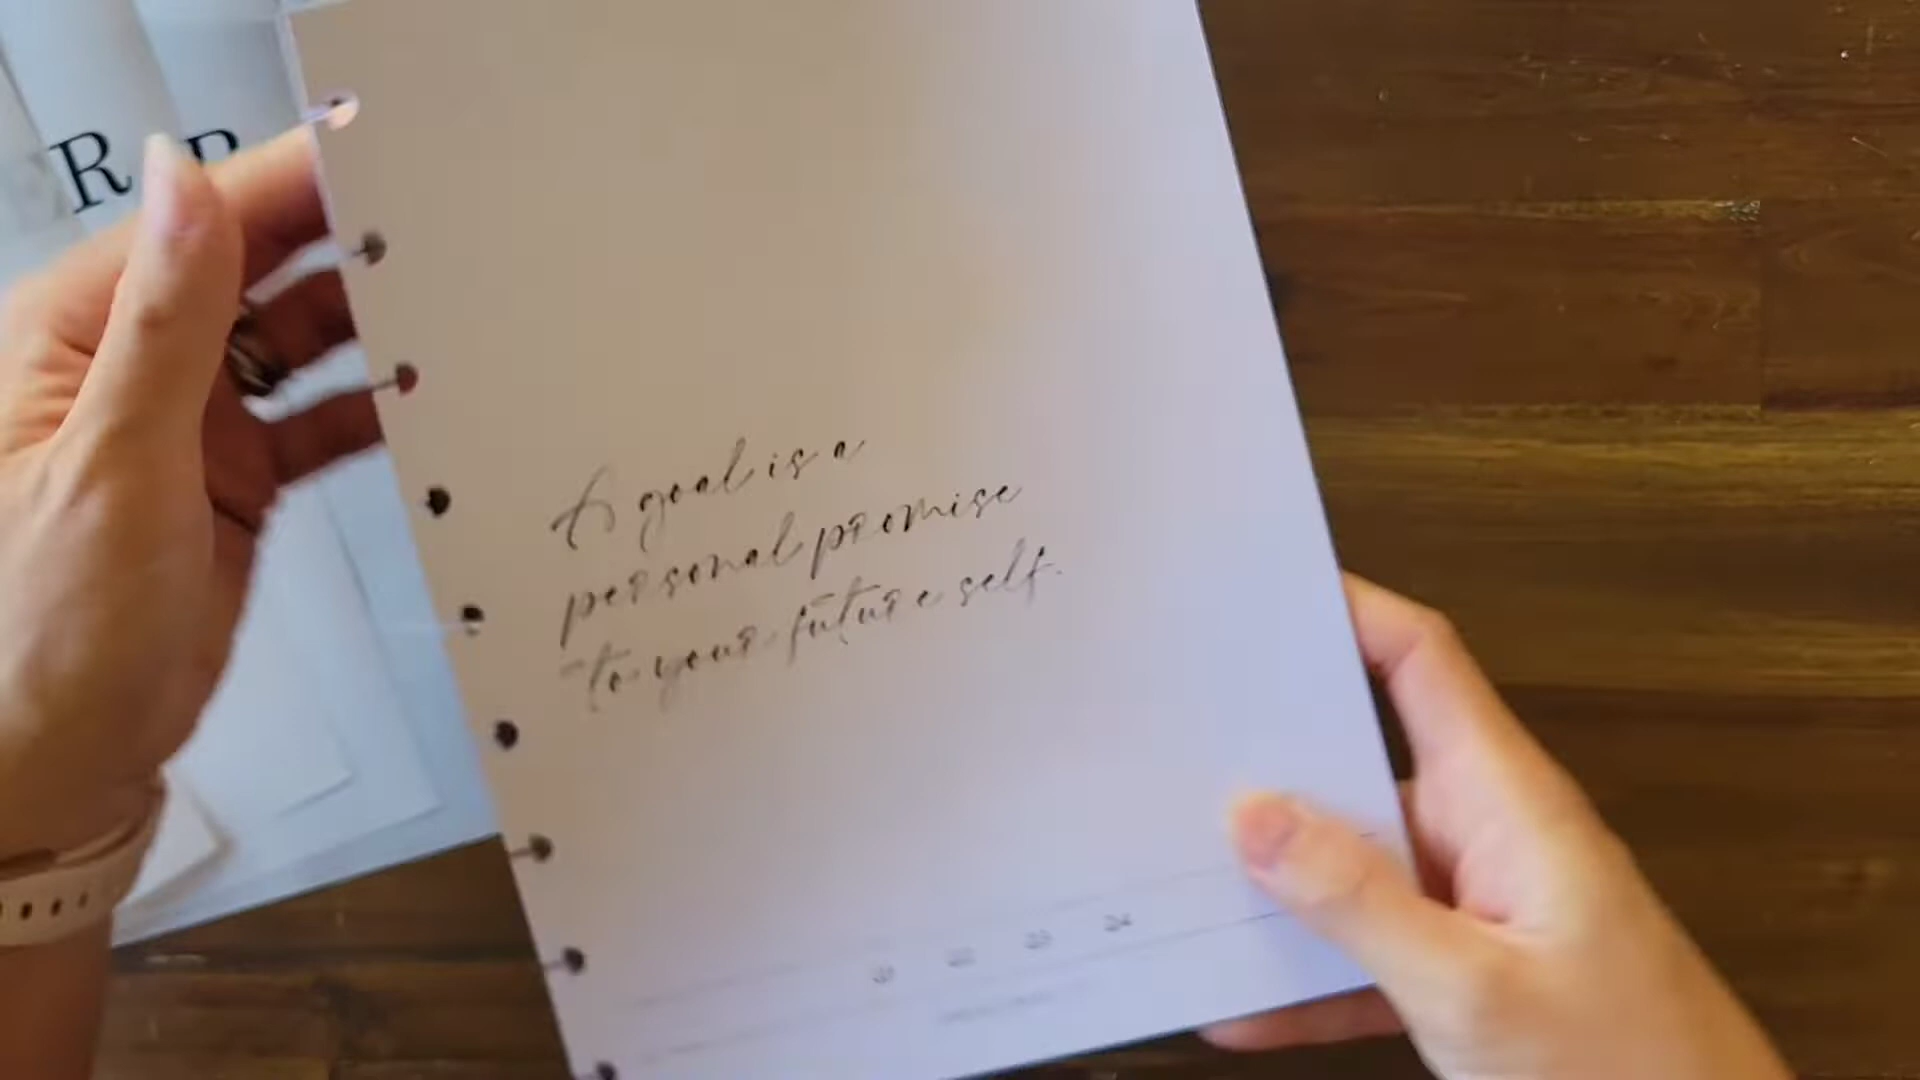 R R
A goal is a
personal promise
to your future self.